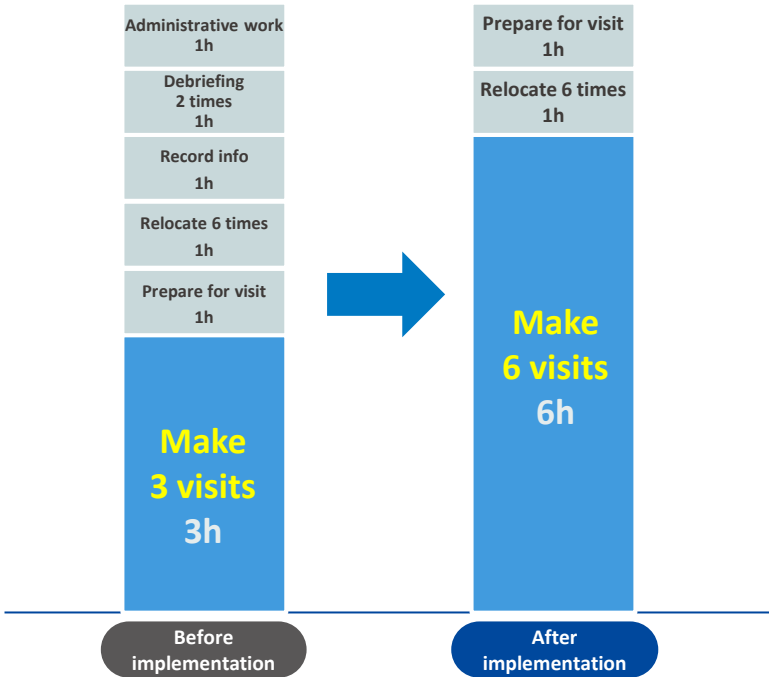 Administrative work
1h
Debriefing
2 times
1h
Record info
1h
Relocate 6 times
1h
Prepare for visit
1h
Make
3 visits
3h
Before
implementation
Prepare for visit
1h
Relocate 6 times
1h
Make
6 visits
6h
After
implementation